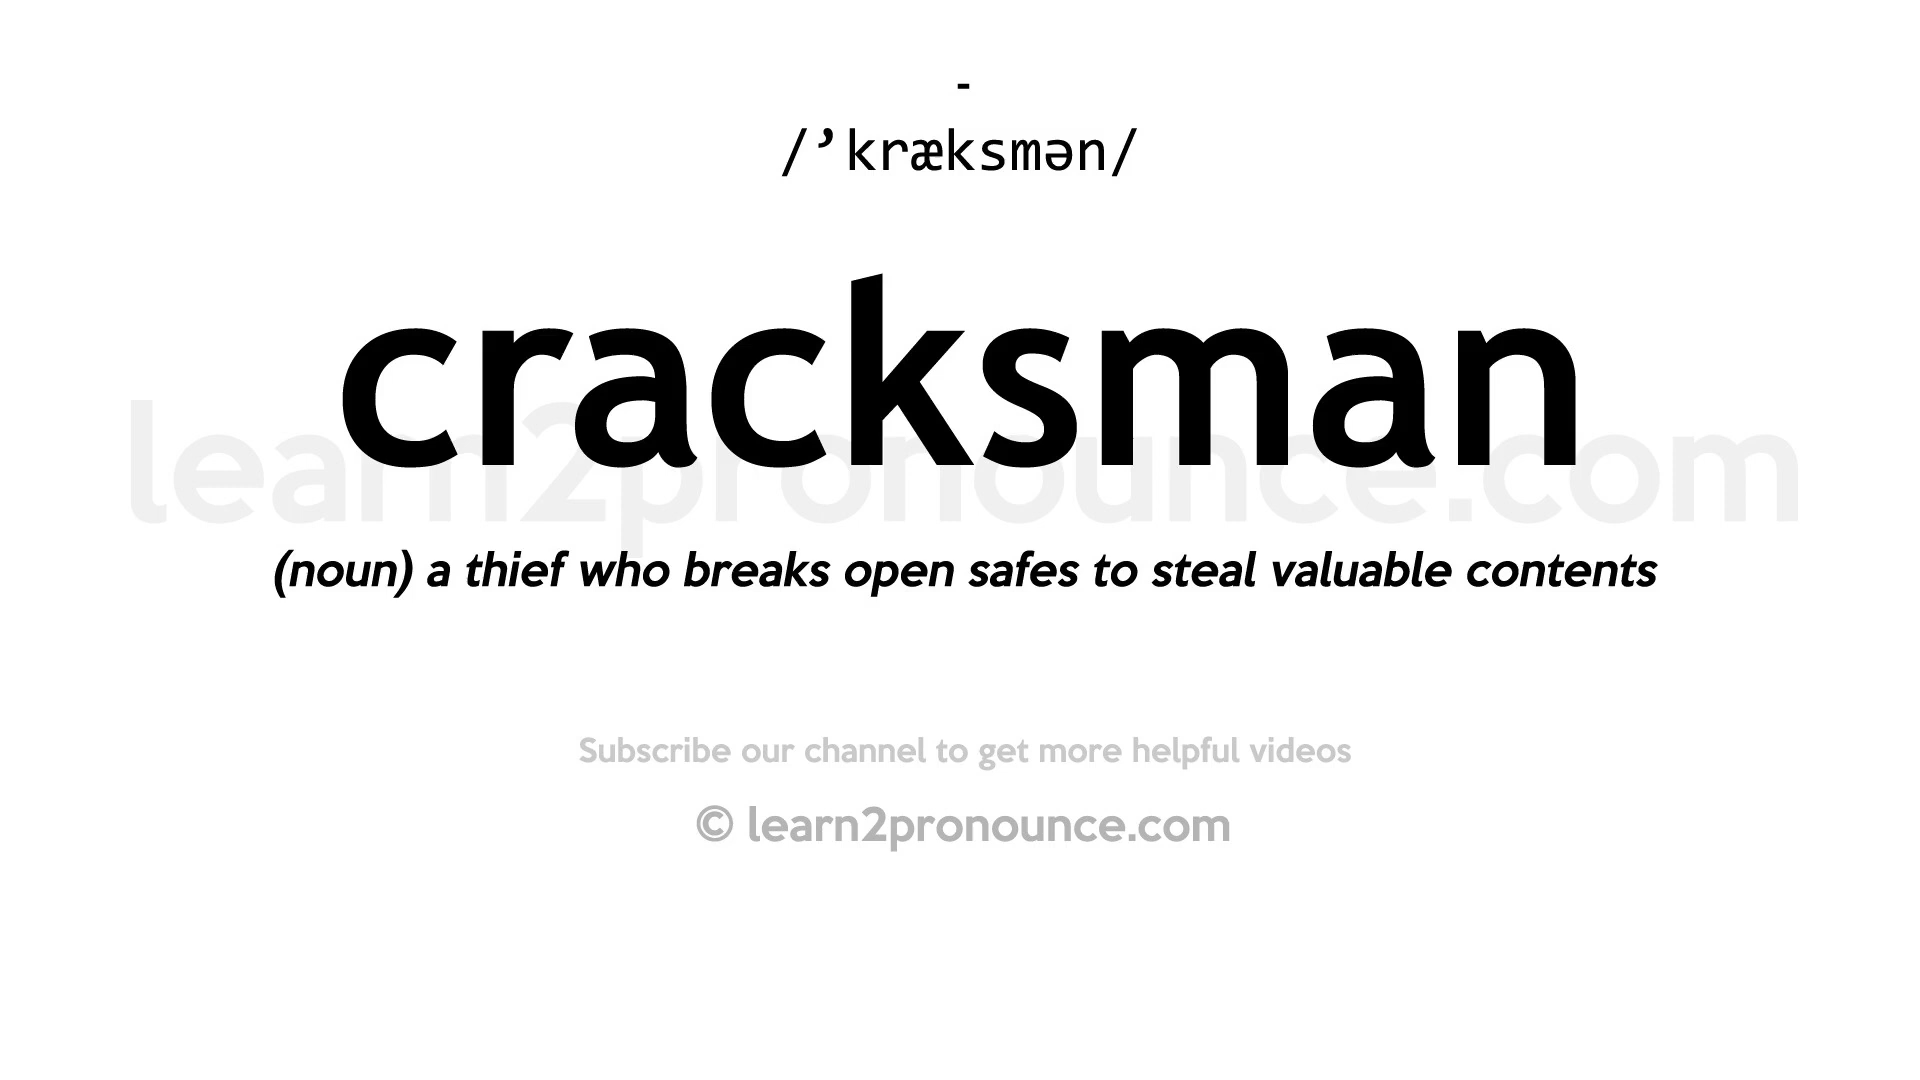 -
/’kræksmən/
cracksman
learn2pronounce.com
(noun) a thief who breaks open safes to steal valuable contents
Subscribe our channel to get more helpful videos
© learn2pronounce.com